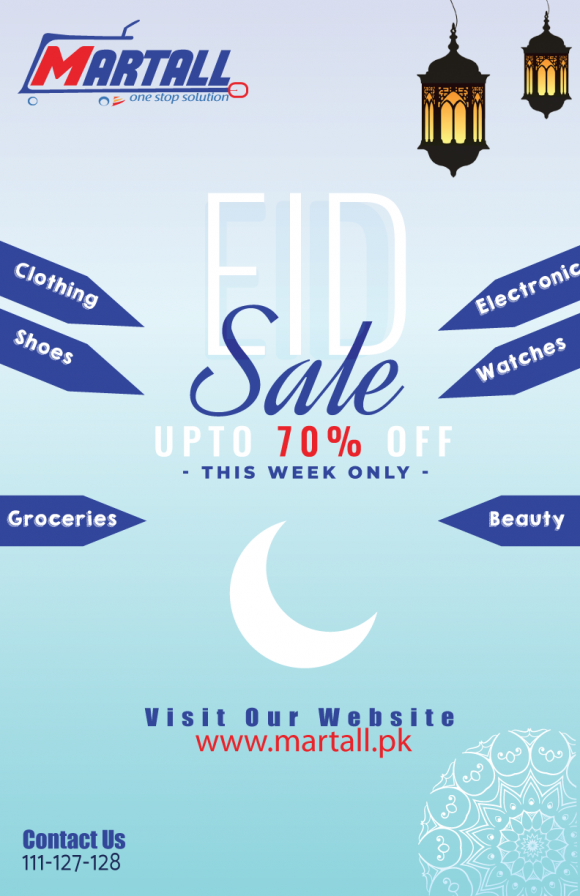 MARTALL
one stop solution
EID
Sale
Clothing
Shoes
Electronic
Watches
UPTO 70% OFF
- THIS WEEK ONLY -
Groceries
Beauty
Visit Our Website
www.martall.pk
Contact Us
111-127-128